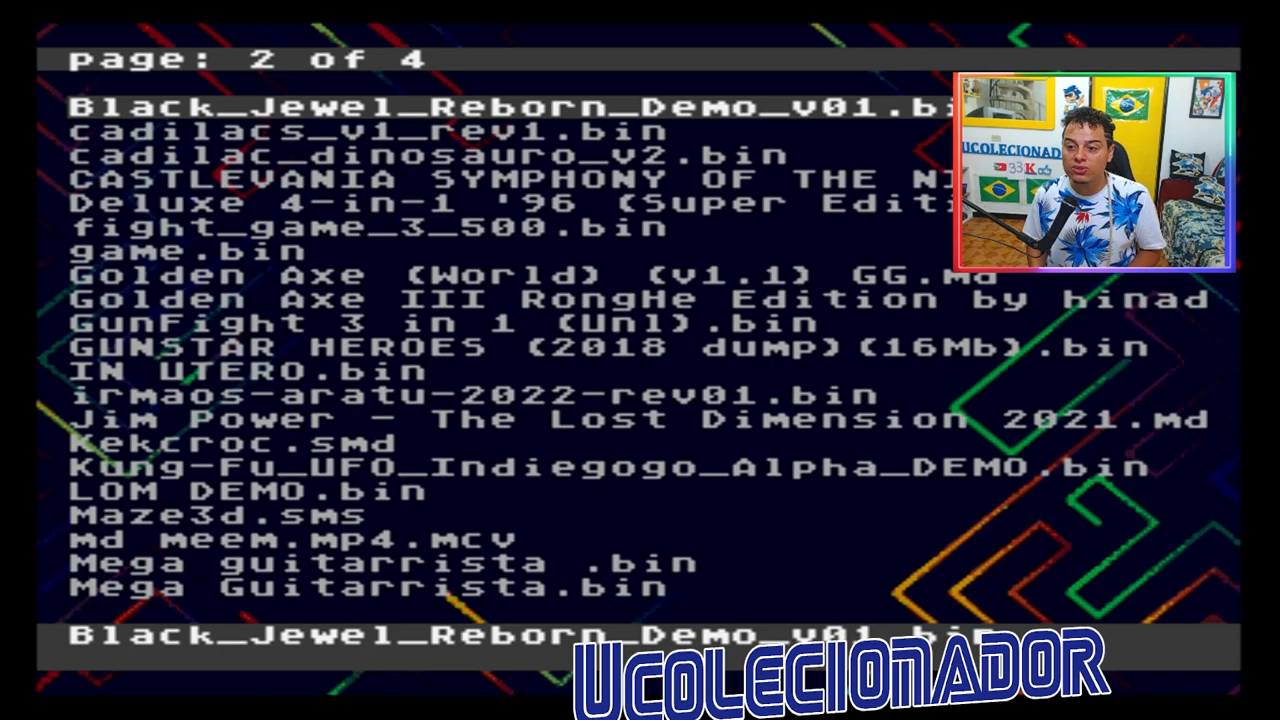 page: 2 of 4
Black_Jewel_Reborn_Demo_v01.bi
cadilacs_v1_rev1.bin
cadilac_dinosauro_v2.bin
CASTLEVANIA SYMPHONY OF THE NI
Deluxe 4-in-1 '96 (Super Editi
fight_game_3_500.bin
game.bin
Golden Axe (World) (v1.1) GG.md
Golden Axe III RongHe Edition by hinad
GunFight 3 in 1 (Unl).bin
GUNSTAR HEROES (2018 dump)(16Mb).bin
IN UTERO.bin
irmaos-aratu-2022-rev01.bin
Jim Power - The Lost Dimension 2021.md
Kekcroc.smd
Kung-Fu_UFO_Indiegogo_Alpha_DEMO.bin
LOM DEMO.bin
Maze3d.sms
md meem.mp4.mcv
Mega guitarrista .bin
Mega Guitarrista.bin
Black_Jewel_Reborn_Demo_v01.bin
UCOLECIONAD
33K
UCOLECIONADOR